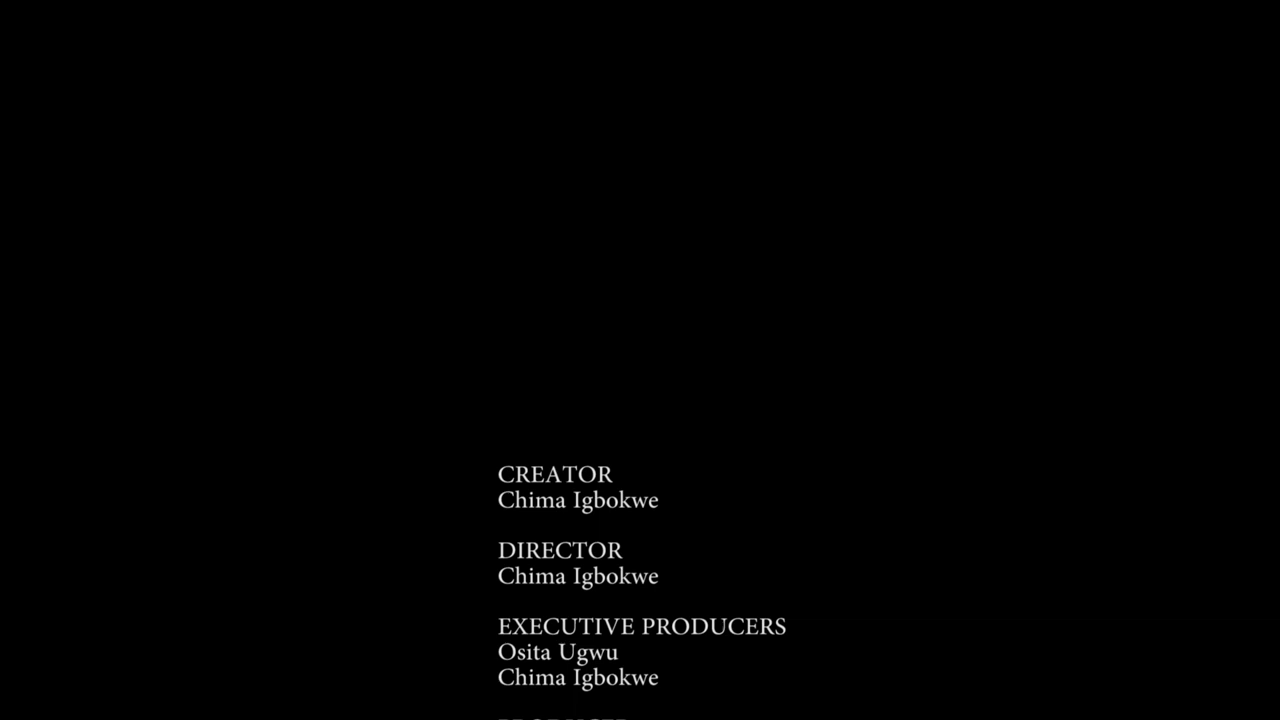 CREATOR
Chima Igbokwe
DIRECTOR
Chima Igbokwe
EXECUTIVE PRODUCERS
Osita Ugwu
Chima Igbokwe